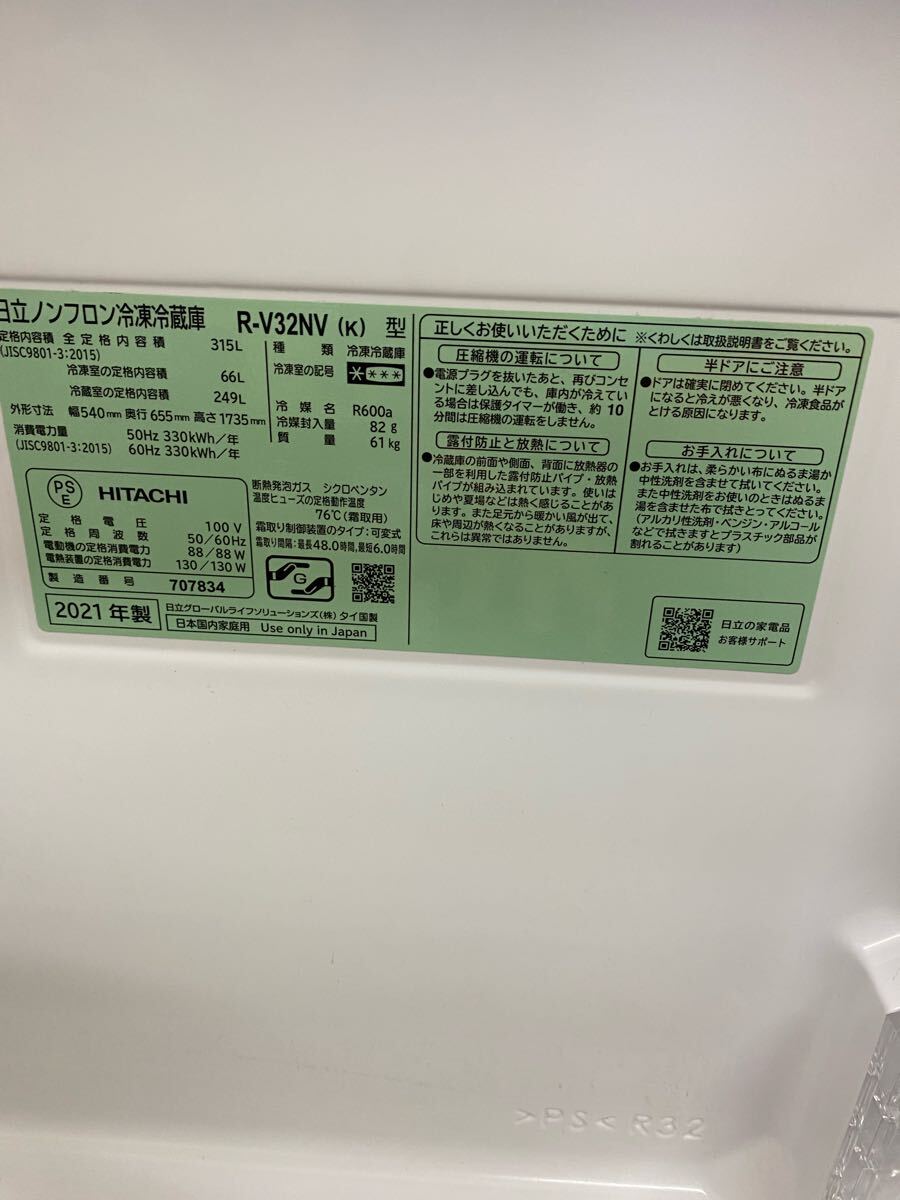 日立ノンフロン冷凍冷蔵庫 R-V32NV (K) 型
定格内容積 全定格内容積 315L
(JISC9801-3:2015)
冷凍室の定格内容積 66L
冷蔵室の定格内容積 249L
外形寸法 幅540mm 奥行655mm 高さ1735mm
消費電力量 50Hz 330kWh/年
(JISC9801-3:2015) 60Hz 330kWh/年
種類 冷凍冷蔵庫
冷凍室の記号 ****
冷媒名 R600a
冷媒封入量 82g
質量 61kg
PS
E
HITACHI
定格電圧 100V
定格周波数 50/60Hz
電動機の定格消費電力 88/88W
電熱装置の定格消費電力 130/130W
製造番号 707834
断熱発泡ガス シクロペンタン
温度ヒューズの定格動作温度
76℃(霜取用)
霜取り制御装置のタイプ:可変式
霜取り間隔:最長48.0時間,最短6.0時間
G
2021年製
日立グローバルライフソリューションズ(株) タイ国製
日本国内家庭用 Use only in Japan
正しくお使いいただくために ※くわしくは取扱説明書をご覧ください。
圧縮機の運転について
●電源プラグを抜いたあと、再びコンセ
ントに差し込んでも、庫内が冷えてい
る場合は保護タイマーが働き、約10
分間は圧縮機の運転をしません。
露付防止と放熱について
●冷蔵庫の前面や側面、背面に放熱器の
一部を利用した露付防止パイプ・放熱
パイプが組み込まれています。使いは
じめや夏場などは熱く感じることがあ
ります。また足元から暖かい風が出て、
床や周辺が熱くなることがありますが、
これらは異常ではありません。
半ドアにご注意
●ドアは確実に閉めてください。半ドア
になると冷えが悪くなり、冷凍食品が
とける原因になります。
お手入れについて
●お手入れは、柔らかい布にぬるま湯か
中性洗剤を含ませて拭いてください。
また中性洗剤をお使いのときはぬるま
湯を含ませた布で拭きとってください。
(アルカリ性洗剤・ベンジン・アルコール
などで拭きますとプラスチック部品が
割れることがあります)
日立の家電品
お客様サポート
>PS< R32